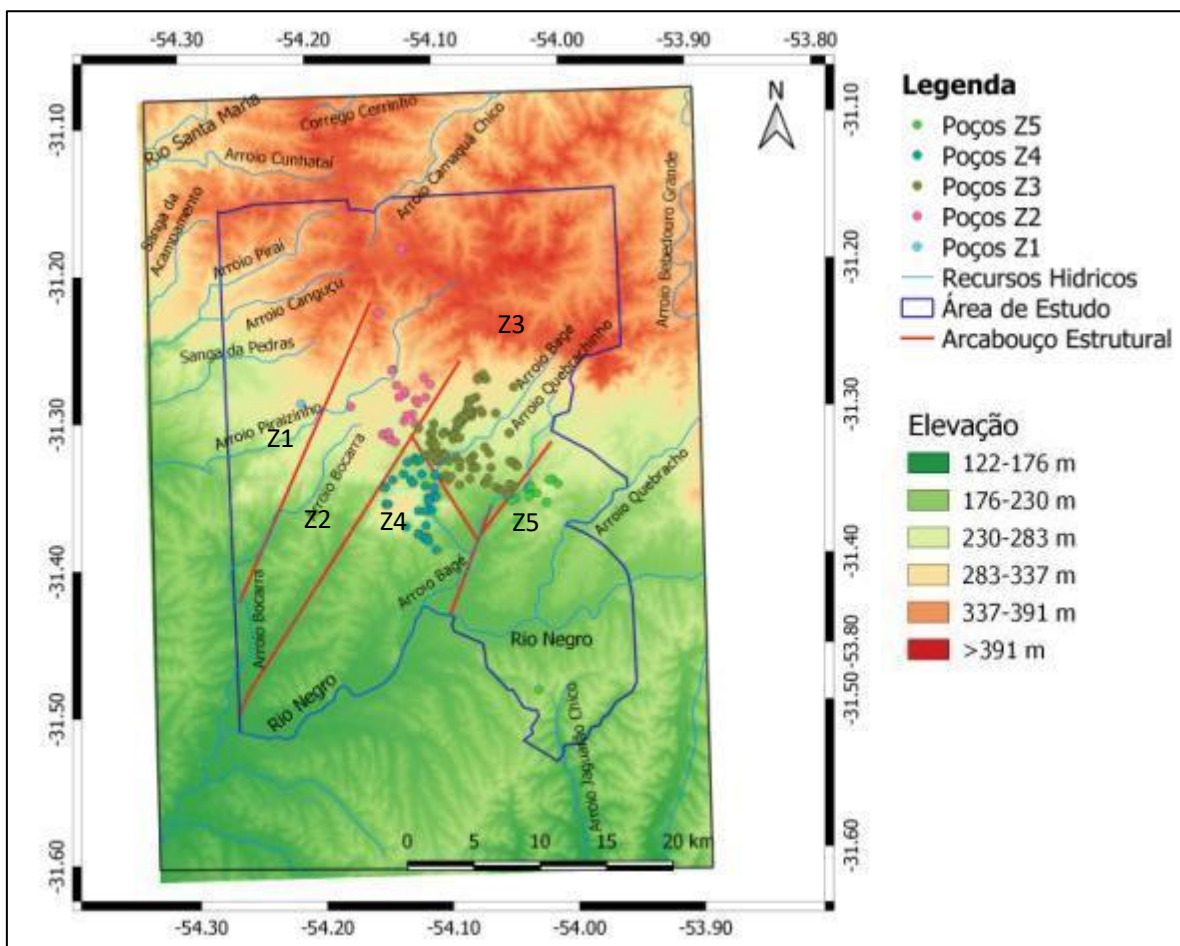 -54.30 -54.20 -54.10 -54.00 -53.90 -53.80
N
-31.10
-31.20
-31.30
-31.40
-31.50
-31.60
Rio Santa Maria
Corrego Cerrinho
Arroio Cunhataí
Arroio Camaquã Chico
Sanga da
Acampamento
Arroio Piraí
Arroio Bebedouro Grande
Arroio Canguçu
Sanga da Pedras
Z3
Arroio Bagé
Arroio Quebrachinho
Arroio Piraizinho
Z1
Arroio Bocarra
Z2
Z4
Z5
Arroio Quebracho
Arroio Bagé
Arroio Bocarra
Rio Negro
Rio Negro
Arroio Jaguarão Chico
0 5 10 15 20 km
-31.10
-31.20
-31.30
-31.40
-53.80
-31.50
-31.60
-54.30 -54.20 -54.10 -54.00 -53.90
Legenda
Poços Z5
Poços Z4
Poços Z3
Poços Z2
Poços Z1
Recursos Hidricos
Área de Estudo
Arcabouço Estrutural
Elevação
122-176 m
176-230 m
230-283 m
283-337 m
337-391 m
>391 m